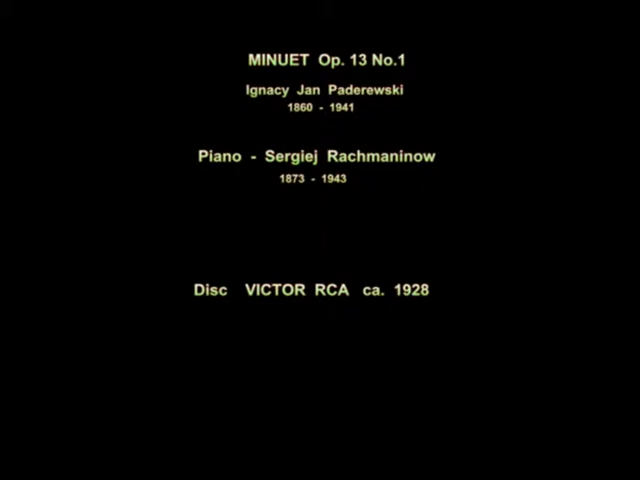 MINUET Op. 13 No.1
Ignacy Jan Paderewski
1860 - 1941
Piano - Sergiej Rachmaninow
1873 - 1943
Disc VICTOR RCA ca. 1928